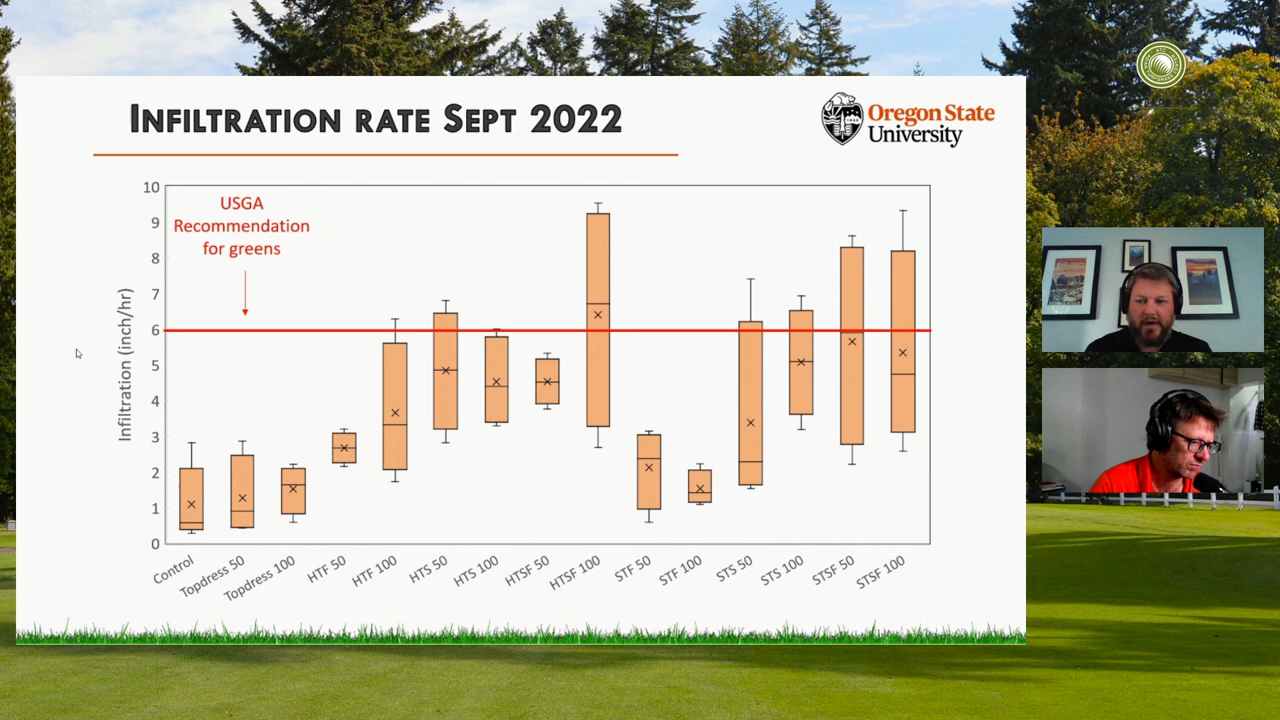 INFILTRATION RATE SEPT 2022
Oregon State
University
USGA
Recommendation
for greens
Infiltration (inch/hr)
10
9
8
7
6
5
4
3
2
1
0
Control
Topdress 50
Topdress 100
HTF 50
HTF 100
HTS 50
HTS 100
HTSF 50
HTSF 100
STF 50
STF 100
STS 50
STS 100
STSF 50
STSF 100